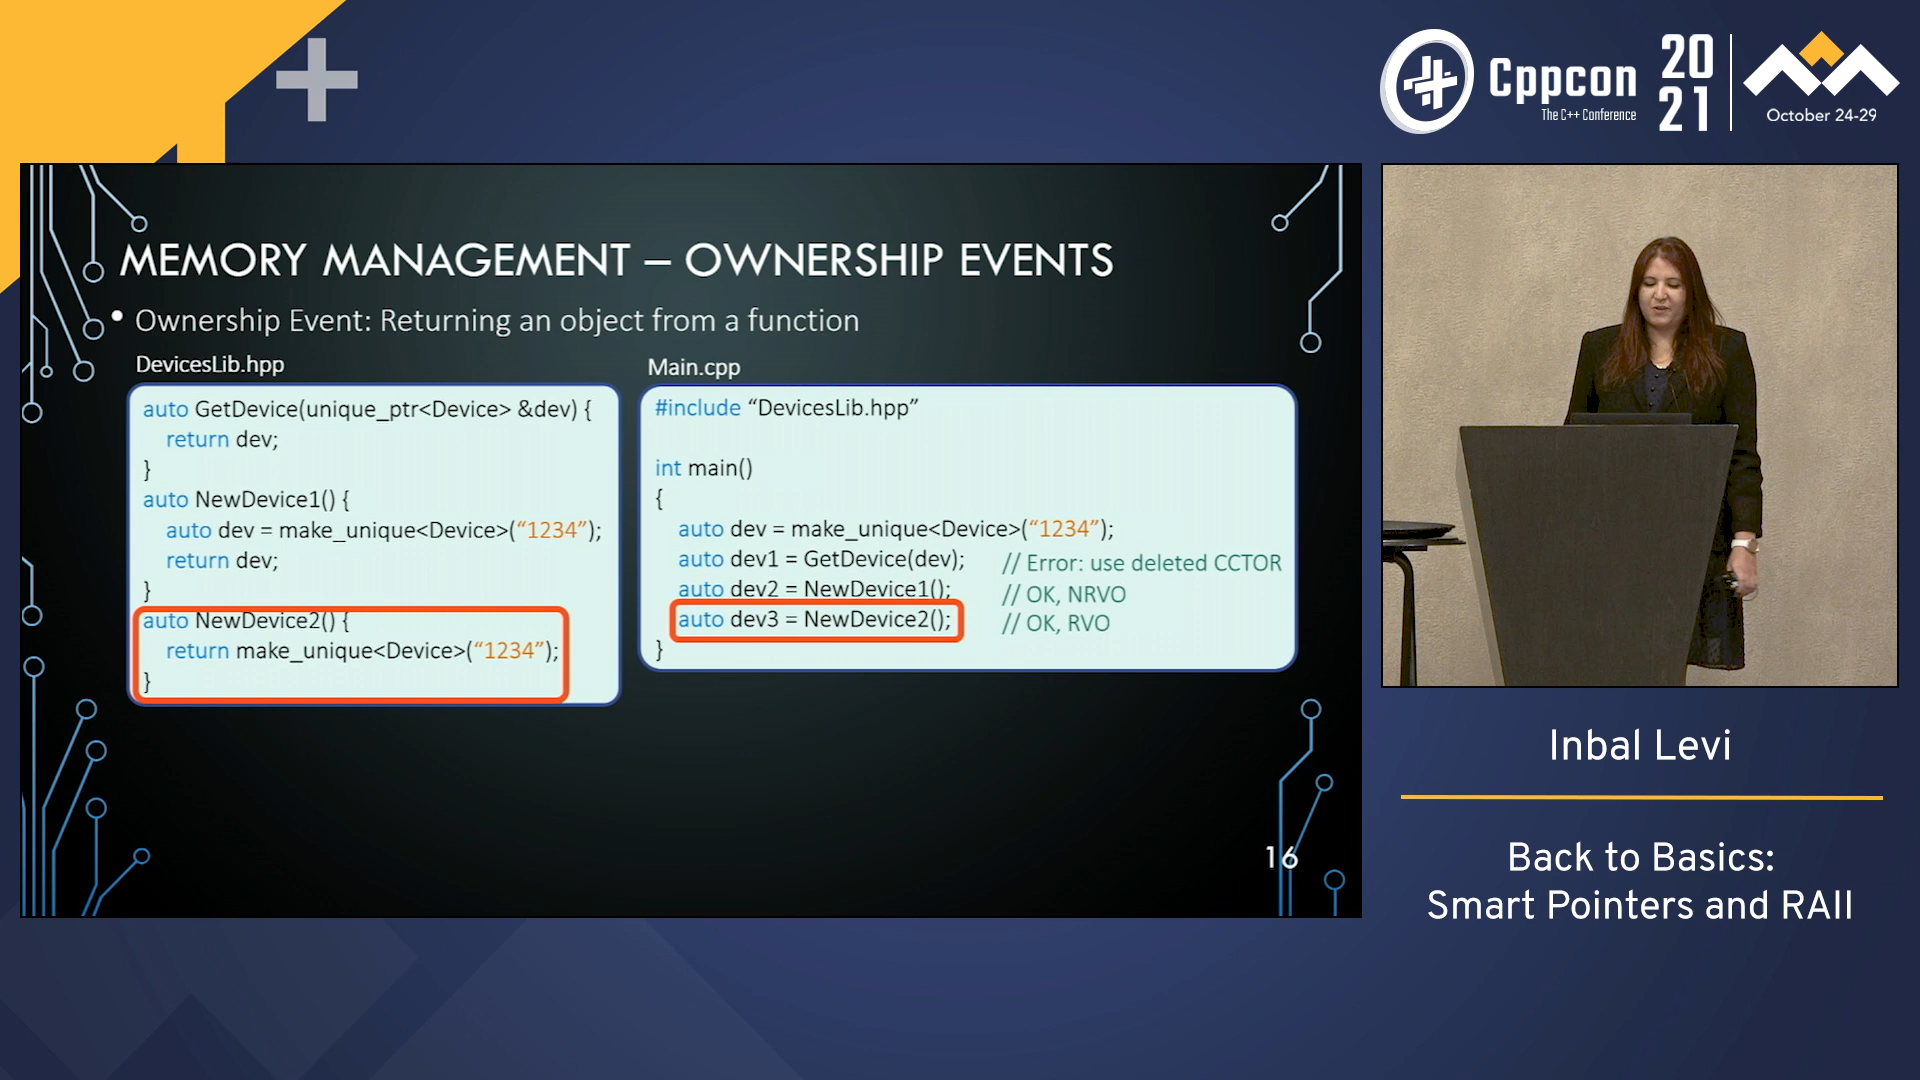 Cppcon
The C++ Conference
20
21
October 24-29
MEMORY MANAGEMENT – OWNERSHIP EVENTS
• Ownership Event: Returning an object from a function
DevicesLib.hpp
auto GetDevice(unique_ptr<Device> &dev) {
return dev;
}
auto NewDevice1() {
auto dev = make_unique<Device>(“1234”);
return dev;
}
auto NewDevice2() {
return make_unique<Device>(“1234”);
}
Main.cpp
#include “DevicesLib.hpp”
int main()
{
auto dev = make_unique<Device>(“1234”);
auto dev1 = GetDevice(dev); // Error: use deleted CCTOR
auto dev2 = NewDevice1(); // OK, NRVO
auto dev3 = NewDevice2(); // OK, RVO
}
16
Inbal Levi
Back to Basics:
Smart Pointers and RAII